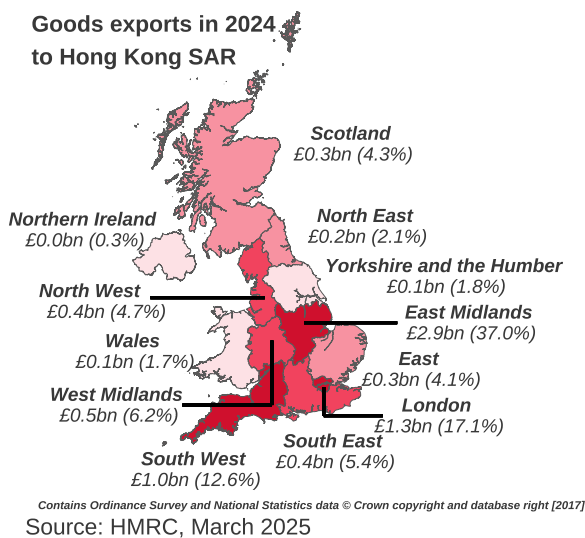 Goods exports in 2024
to Hong Kong SAR
Scotland
£0.3bn (4.3%)
Northern Ireland
£0.0bn (0.3%)
North East
£0.2bn (2.1%)
Yorkshire and the Humber
£0.1bn (1.8%)
North West
£0.4bn (4.7%)
East Midlands
£2.9bn (37.0%)
Wales
£0.1bn (1.7%)
East
£0.3bn (4.1%)
West Midlands
£0.5bn (6.2%)
London
£1.3bn (17.1%)
South East
£0.4bn (5.4%)
South West
£1.0bn (12.6%)
Contains Ordinance Survey and National Statistics data © Crown copyright and database right [2017]
Source: HMRC, March 2025